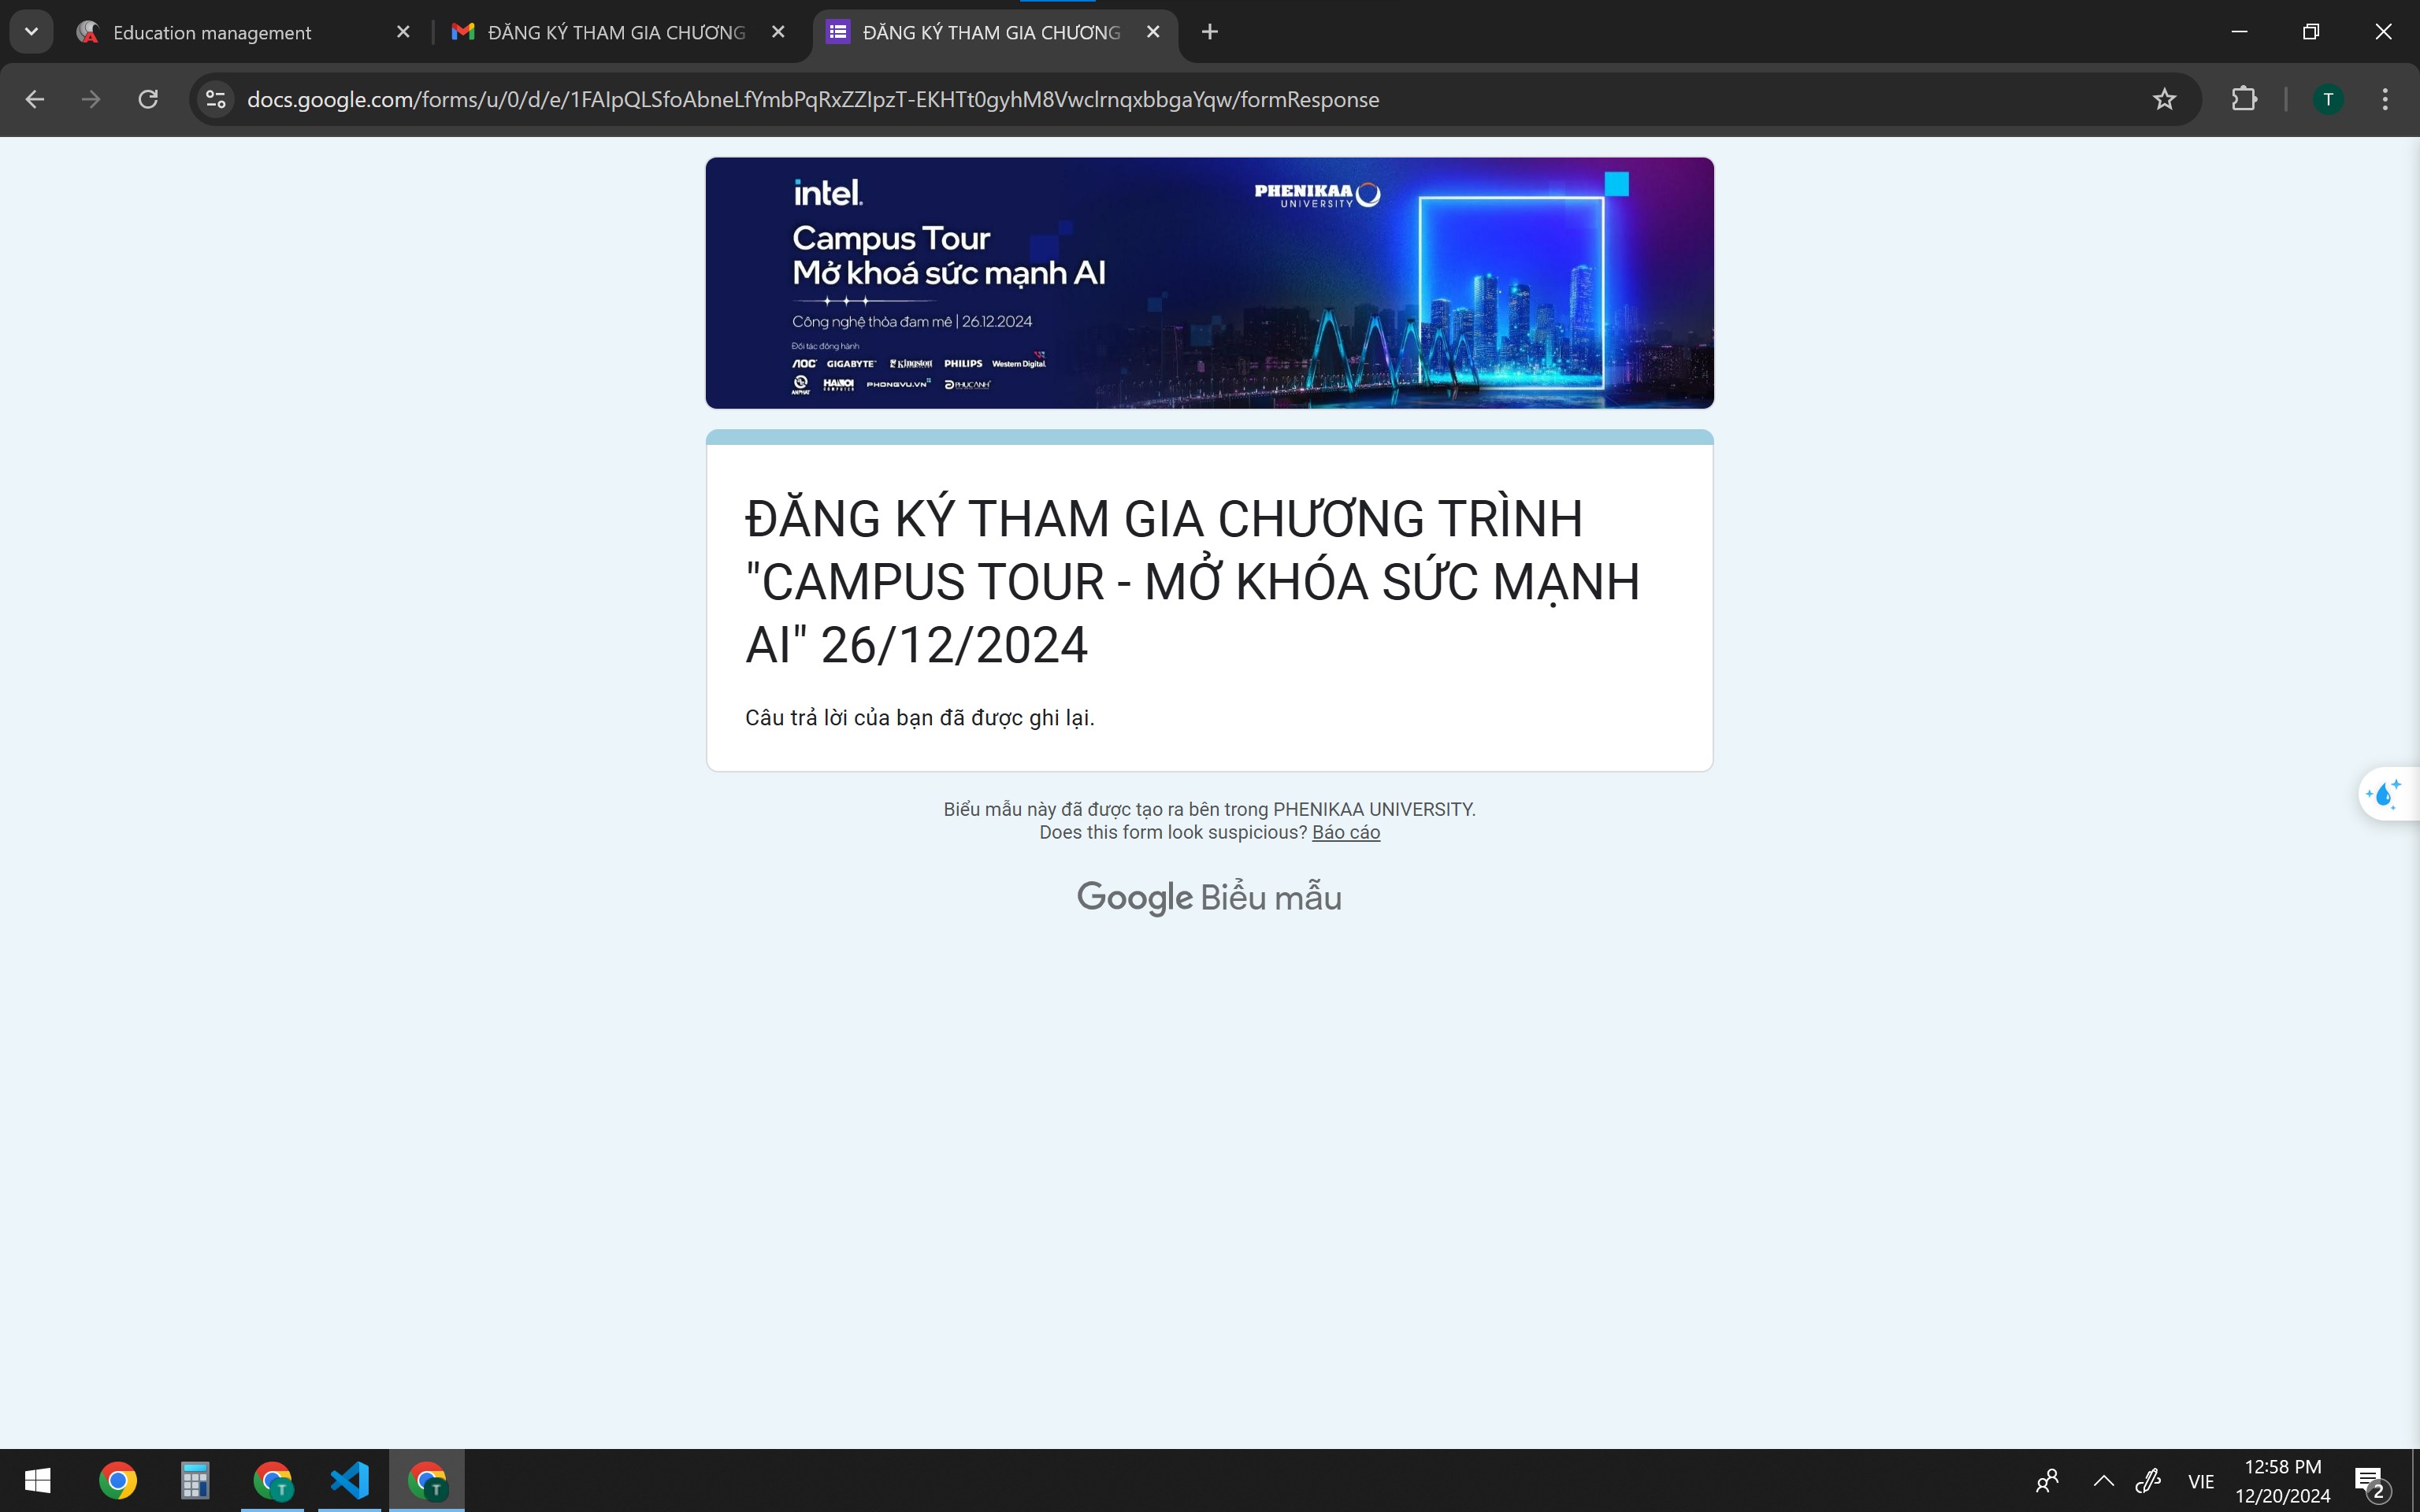 Education management
ĐĂNG KÝ THAM GIA CHƯƠNG
ĐĂNG KÝ THAM GIA CHƯƠNG
docs.google.com/forms/u/0/d/e/1FAIpQLSfoAbneLfYmbPqRxZZIpzT-EKHTt0gyhM8VwclrnqxbbgaYqw/formResponse
T
intel.
PHENIKAA
UNIVERSITY
Campus Tour
Mở khoá sức mạnh AI
Công nghệ thỏa đam mê | 26.12.2024
Đối tác đồng hành
AOC GIGABYTE Kingston PHILIPS Western Digital
ANPHAT HANOI COMPUTER PHONGVU.VN PHUCANH
ĐĂNG KÝ THAM GIA CHƯƠNG TRÌNH
"CAMPUS TOUR - MỞ KHÓA SỨC MẠNH
AI" 26/12/2024
Câu trả lời của bạn đã được ghi lại.
Biểu mẫu này đã được tạo ra bên trong PHENIKAA UNIVERSITY.
Does this form look suspicious? Báo cáo
Google Biểu mẫu
T
T
VIE
12:58 PM
12/20/2024
2